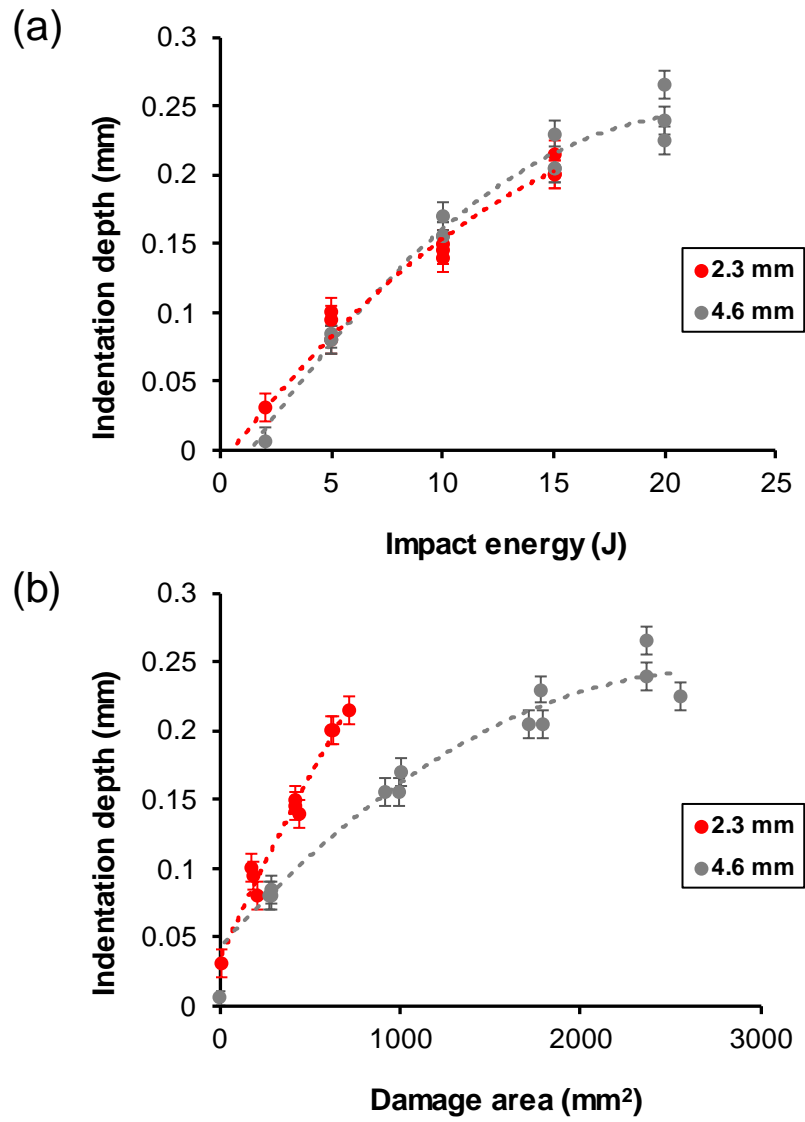 (a)
0.3
0.25
0.2
0.15
0.1
0.05
0
Indentation depth (mm)
0 5 10 15 20 25
Impact energy (J)
2.3 mm
4.6 mm
(b)
0.3
0.25
0.2
0.15
0.1
0.05
0
Indentation depth (mm)
0 1000 2000 3000
Damage area (mm²)
2.3 mm
4.6 mm